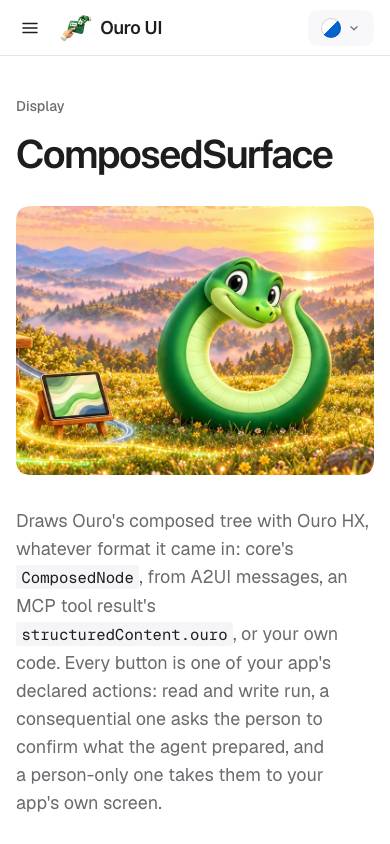 Ouro UI
Display
ComposedSurface
Draws Ouro's composed tree with Ouro HX,
whatever format it came in: core's
ComposedNode, from A2UI messages, an
MCP tool result's
structuredContent.ouro, or your own
code. Every button is one of your app's
declared actions: read and write run, a
consequential one asks the person to
confirm what the agent prepared, and
a person-only one takes them to your
app's own screen.